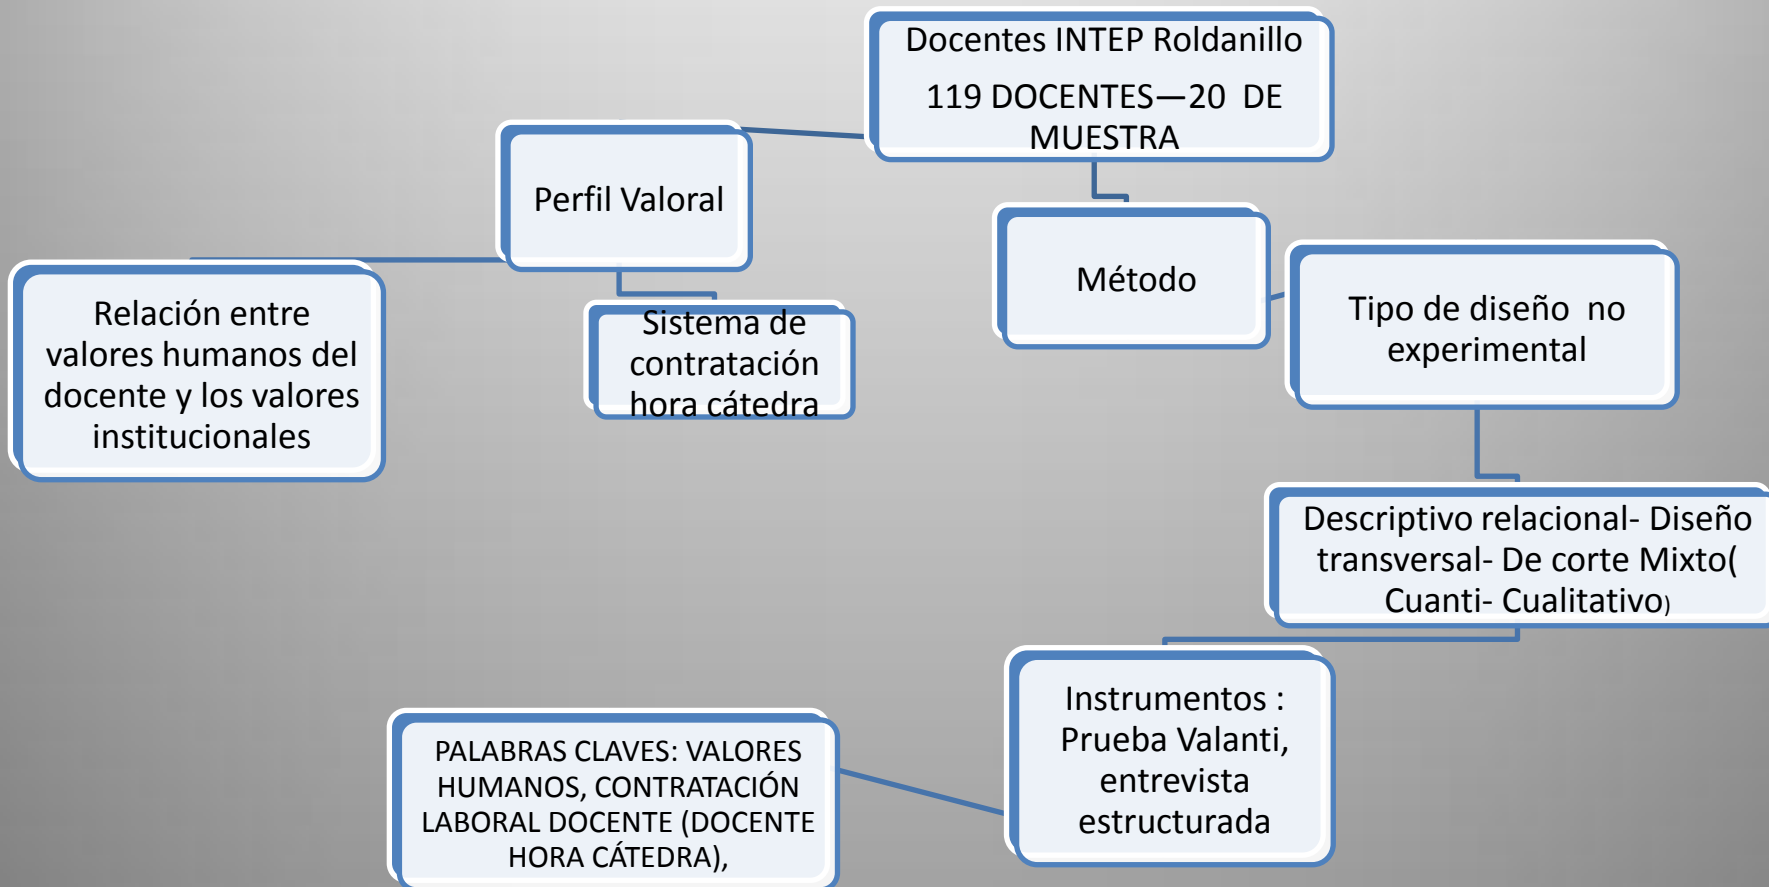 Docentes INTEP Roldanillo
119 DOCENTES—20 DE
MUESTRA
Perfil Valoral
Método
Relación entre
valores humanos del
docente y los valores
institucionales
Sistema de
contratación
hora cátedra
Tipo de diseño no
experimental
Descriptivo relacional- Diseño
transversal- De corte Mixto(
Cuanti- Cualitativo)
Instrumentos :
Prueba Valanti,
entrevista
estructurada
PALABRAS CLAVES: VALORES
HUMANOS, CONTRATACIÓN
LABORAL DOCENTE (DOCENTE
HORA CÁTEDRA),